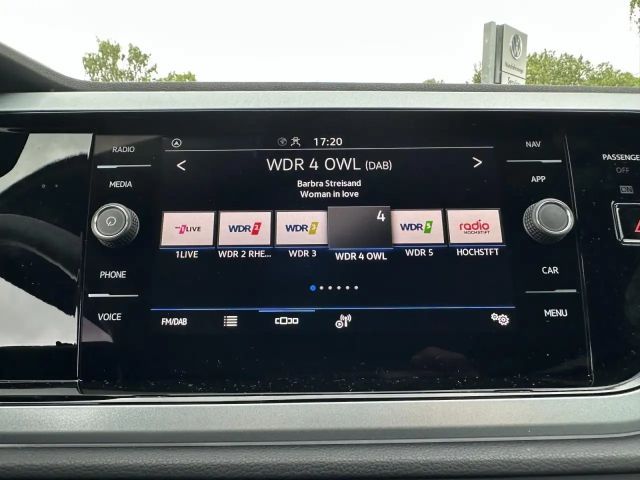 RADIO
MEDIA
PHONE
VOICE
17:20
< WDR 4 OWL (DAB) >
Barbra Streisand
Woman in love
1LIVE
WDR 2
WDR 3
4
WDR 5
radio
HOCHSTIFT
1LIVE
WDR 2 RHE...
WDR 3
WDR 4 OWL
WDR 5
HOCHSTFT
FM/DAB
NAV
APP
CAR
MENU
PASSENGE
OFF